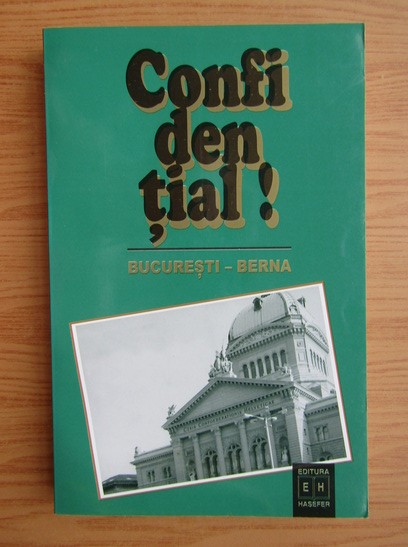 Confi
den
țial !
BUCUREȘTI – BERNA
EDITURA
E H
HASEFER